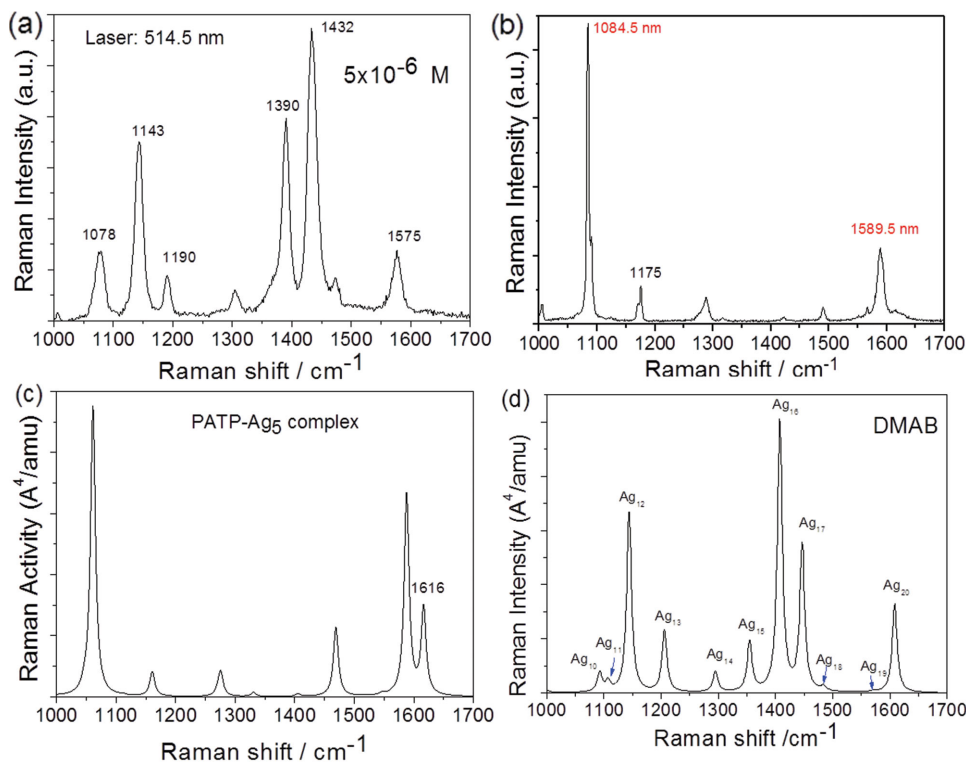 (a)
Laser: 514.5 nm
5x10⁻⁶ M
1078
1143
1190
1390
1432
1575
Raman Intensity (a.u.)
1000 1100 1200 1300 1400 1500 1600 1700
Raman shift / cm⁻¹
(b)
1084.5 nm
1175
1589.5 nm
Raman Intensity (a.u.)
1000 1100 1200 1300 1400 1500 1600 1700
Raman shift / cm⁻¹
(c)
PATP-Ag₅ complex
1616
Raman Activity (A⁴/amu)
1000 1100 1200 1300 1400 1500 1600 1700
Raman shift / cm⁻¹
(d)
DMAB
Ag₁₀
Ag₁₁
Ag₁₂
Ag₁₃
Ag₁₄
Ag₁₅
Ag₁₆
Ag₁₇
Ag₁₈
Ag₁₉
Ag₂₀
Raman Intensity (A⁴/amu)
1000 1100 1200 1300 1400 1500 1600 1700
Raman shift /cm⁻¹